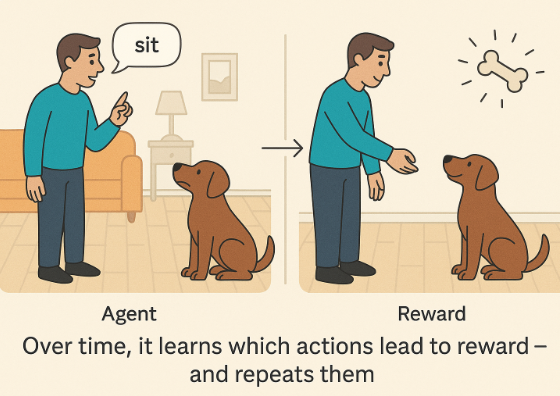 sit
Agent
Reward
Over time, it learns which actions lead to reward –
and repeats them